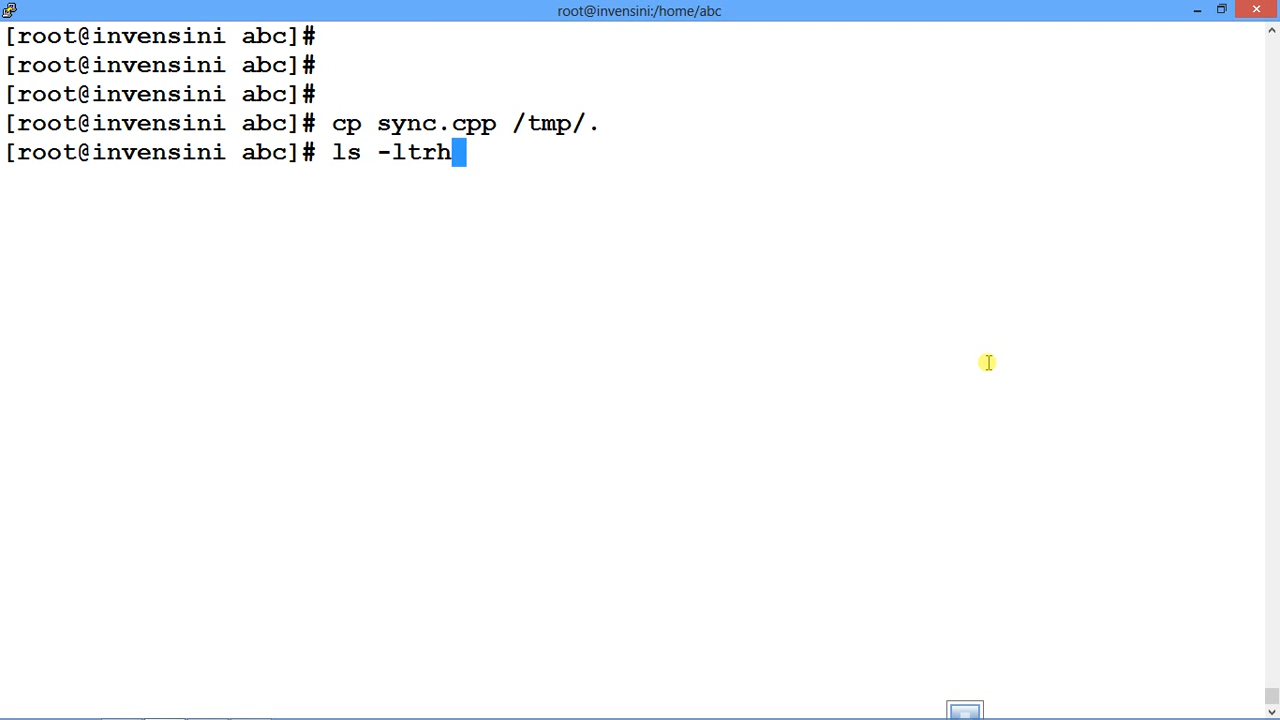 root@invensini:/home/abc
[root@invensini abc]#
[root@invensini abc]#
[root@invensini abc]#
[root@invensini abc]# cp sync.cpp /tmp/.
[root@invensini abc]# ls -ltrh